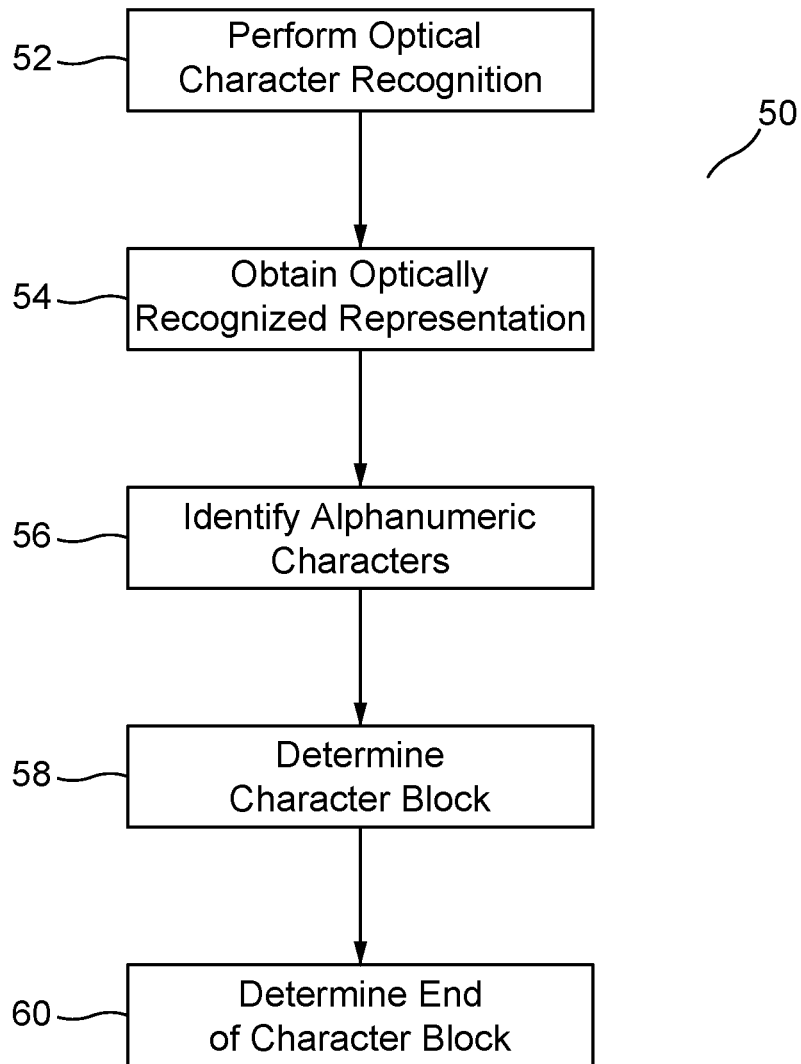 52
Perform Optical
Character Recognition
50
54
Obtain Optically
Recognized Representation
56
Identify Alphanumeric
Characters
58
Determine
Character Block
60
Determine End
of Character Block